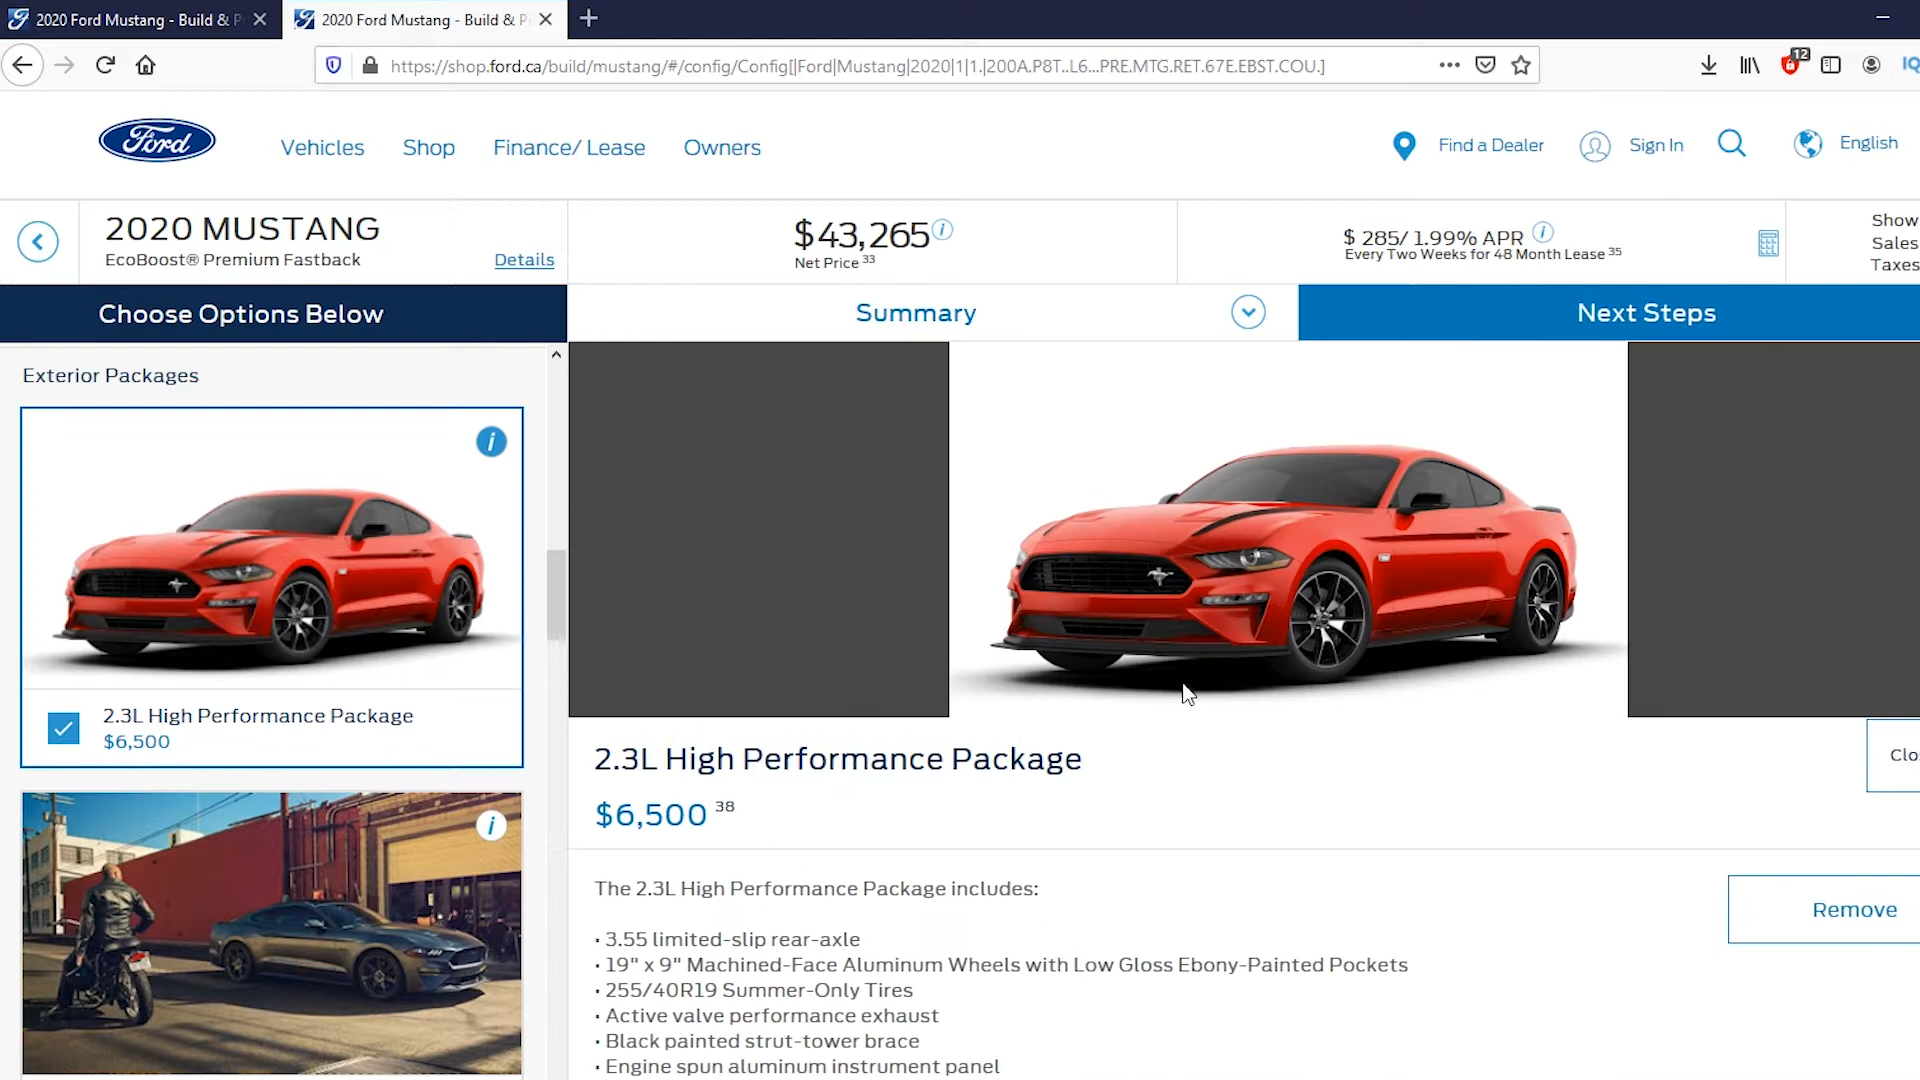 2020 Ford Mustang - Build & P
2020 Ford Mustang - Build & P
https://shop.ford.ca/build/mustang/#/config/Config[|Ford|Mustang|2020|1|1.|200A.P8T..L6...PRE.MTG.RET.67E.EBST.COU.]
12
IQ
Ford
Vehicles
Shop
Finance/ Lease
Owners
Find a Dealer
Sign In
English
2020 MUSTANG
EcoBoost® Premium Fastback
Details
$43,265
Net Price 33
$ 285/ 1.99% APR
Every Two Weeks for 48 Month Lease 35
Show
Sales
Taxes
Choose Options Below
Summary
Next Steps
Exterior Packages
2.3L High Performance Package
$6,500
2.3L High Performance Package
Clo
$6,500 38
The 2.3L High Performance Package includes:
Remove
• 3.55 limited-slip rear-axle
• 19" x 9" Machined-Face Aluminum Wheels with Low Gloss Ebony-Painted Pockets
• 255/40R19 Summer-Only Tires
• Active valve performance exhaust
• Black painted strut-tower brace
• Engine spun aluminum instrument panel